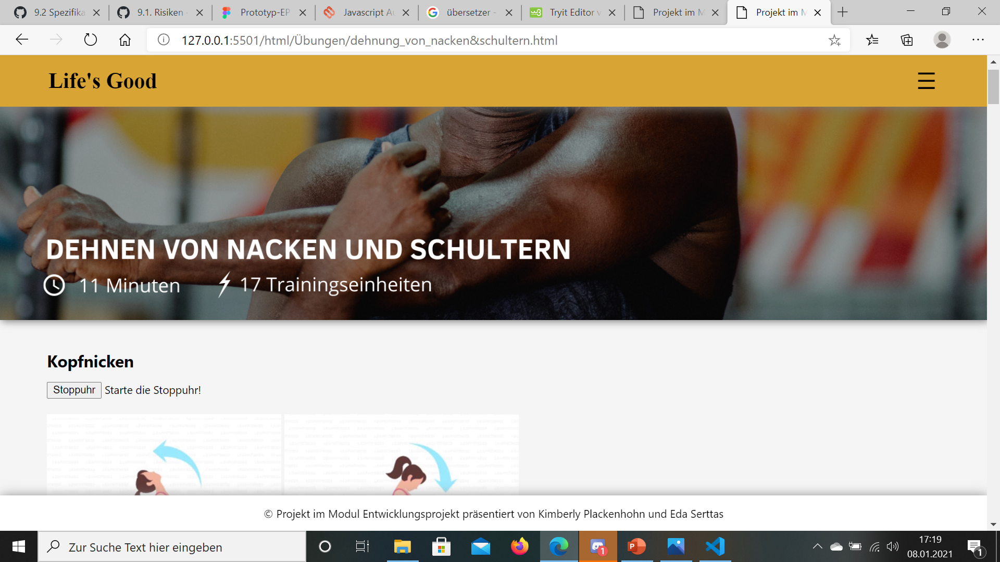 9.2 Spezifika
9.1. Risiken
Prototyp-EP
Javascript Au
übersetzer -
Tryit Editor v
Projekt im M
Projekt im M
127.0.0.1:5501/html/Übungen/dehnung_von_nacken&schultern.html
Life's Good
DEHNEN VON NACKEN UND SCHULTERN
11 Minuten
17 Trainingseinheiten
Kopfnicken
Stoppuhr Starte die Stoppuhr!
© Projekt im Modul Entwicklungsprojekt präsentiert von Kimberly Plackenhohn und Eda Serttas
Zur Suche Text hier eingeben
1
17:19
08.01.2021
1